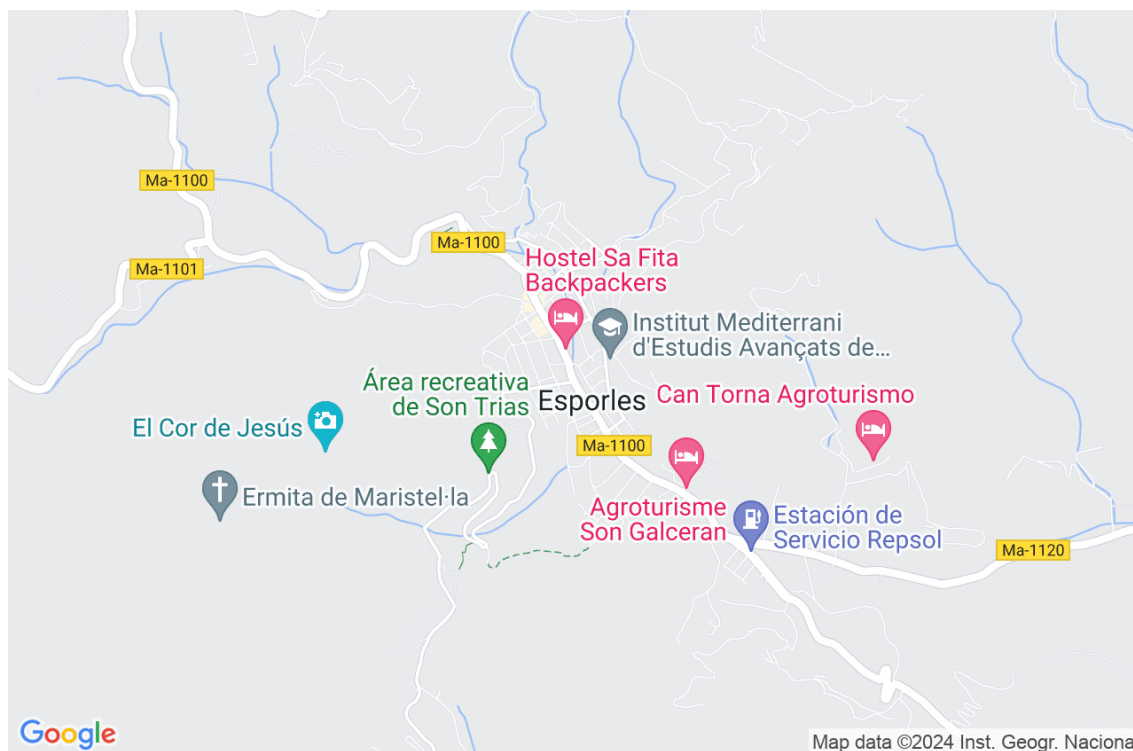 Ma-1100
Ma-1100
Ma-1101
Hostel Sa Fita
Backpackers
Institut Mediterrani
d'Estudis Avançats de...
Área recreativa
de Son Trias
Esporles
Can Torna Agroturismo
El Cor de Jesús
Ma-1100
Ermita de Maristel·la
Agroturisme
Son Galceran
Estación de
Servicio Repsol
Ma-1120
Google
Map data ©2024 Inst. Geogr. Naciona